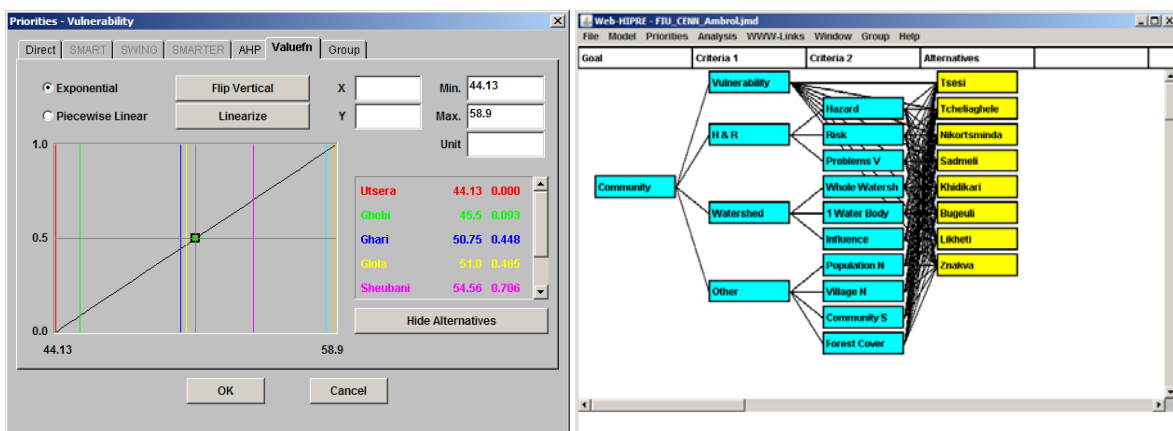 Priorities - Vulnerability
Direct SMART SWING SMARTER AHP Valuefn Group
Exponential Flip Vertical X Min. 44.13
Piecewise Linear Linearize Y Max. 58.9
Unit
1.0
0.5
0.0
44.13 58.9
Utsera 44.13 0.000
Ghebi 45.5 0.093
Ghari 50.75 0.448
Glola 51.0 0.465
Sheubani 54.56 0.706
Hide Alternatives
OK Cancel
Web-HIPRE - FIU_CENN_Ambrol.jmd
File Model Priorities Analysis WWW-Links Window Group Help
Goal Criteria 1 Criteria 2 Alternatives
Vulnerability Tsesi
Hazard Tcheliaghele
H & R Risk Nikortsminda
Problems V Sadmeli
Community Whole Watersh Khidikari
Watershed 1 Water Body Bugeuli
Influence Likheti
Population N Znakva
Other Village N
Community S
Forest Cover